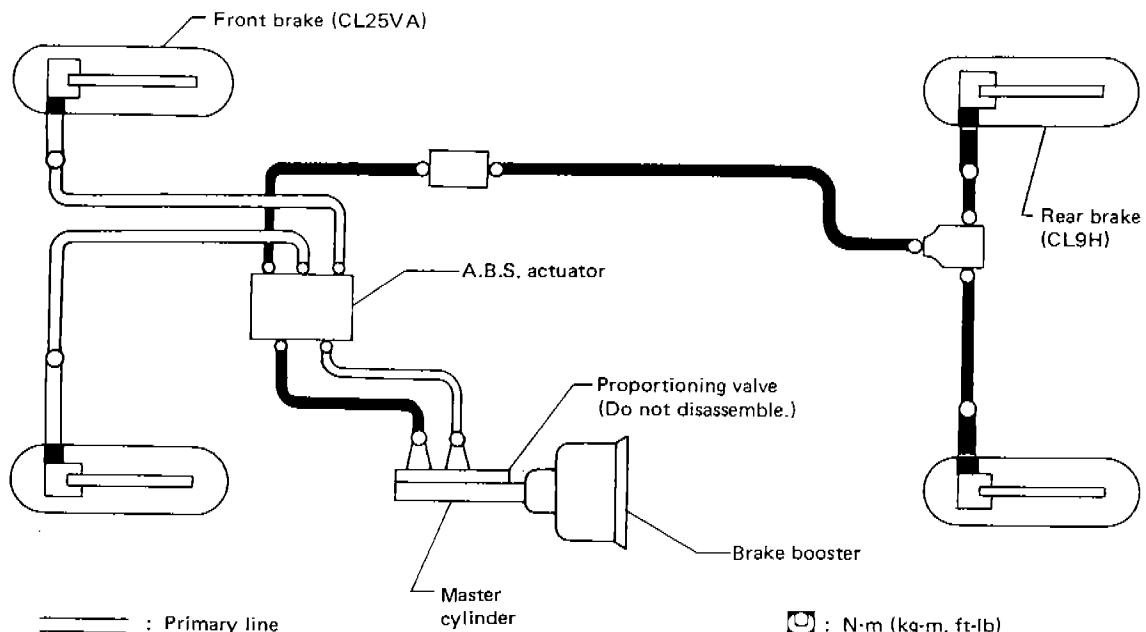 Front brake (CL25VA)
Rear brake
(CL9H)
A.B.S. actuator
Proportioning valve
(Do not disassemble.)
Brake booster
Master
cylinder
: Primary line
: N·m (kg-m, ft-lb)